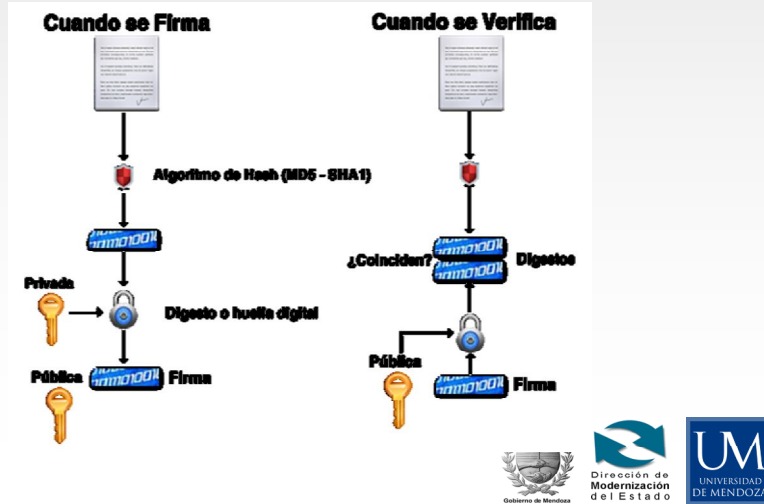 Cuando se Firma
Cuando se Verifica
Algoritmo de Hash (MD5 - SHA1)
¿Coinciden?
Digestos
Privada
Digesto o huella digital
Pública
Firma
Pública
Firma
Gobierno de Mendoza
Dirección de
Modernización
del Estado
UM
UNIVERSIDAD
DE MENDOZA